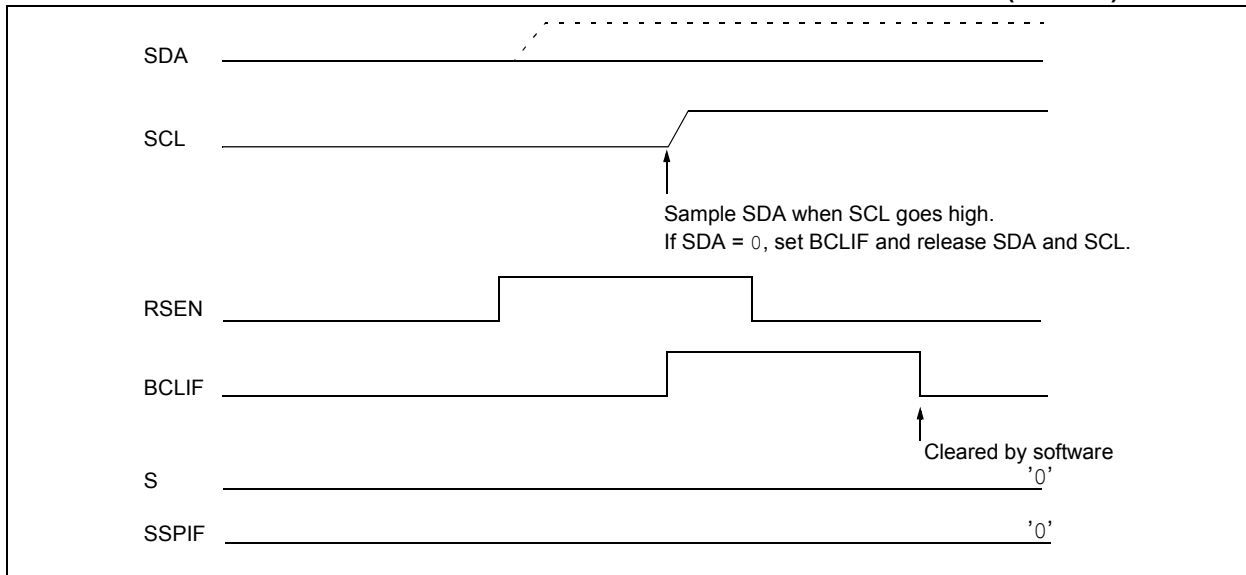 SDA
SCL
Sample SDA when SCL goes high.
If SDA = 0, set BCLIF and release SDA and SCL.
RSEN
BCLIF
Cleared by software
S
'0'
SSPIF
'0'